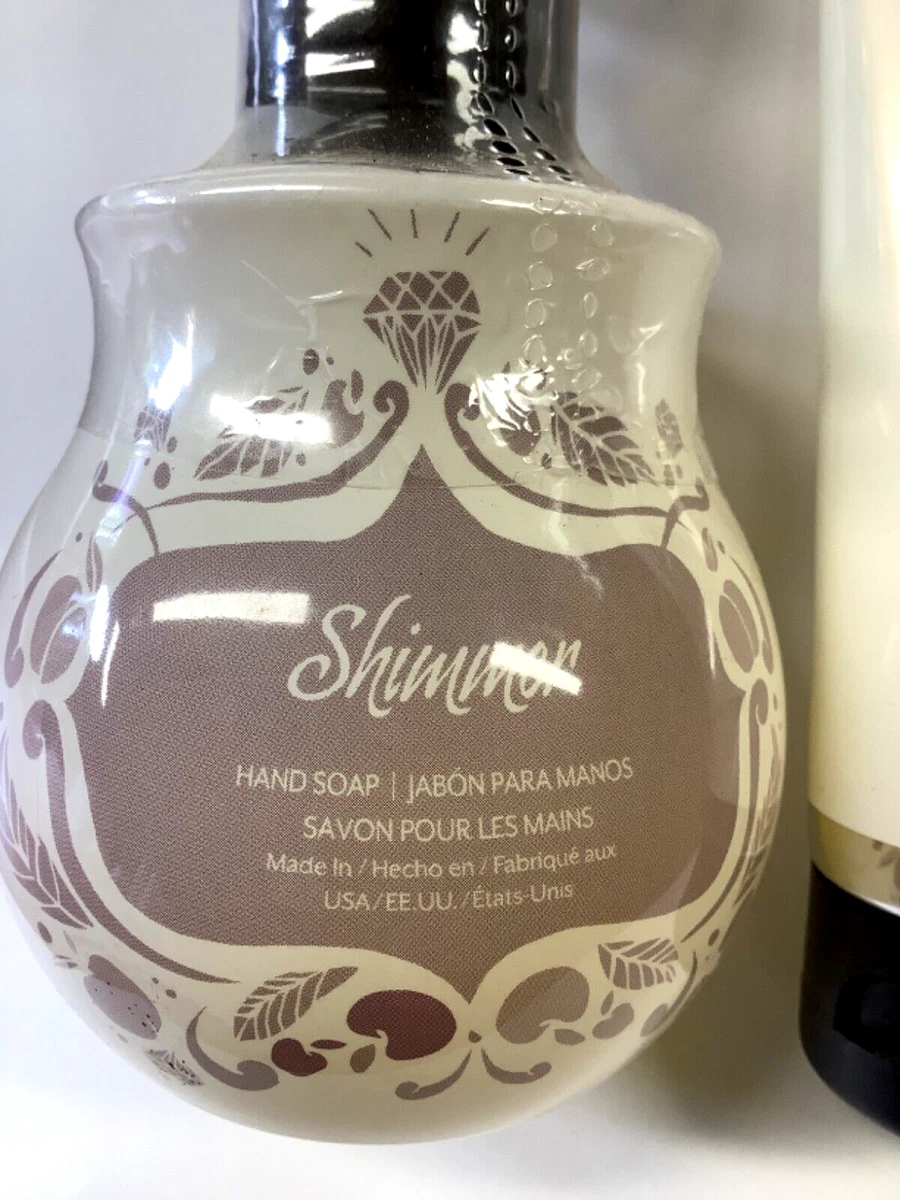 Shimmer
HAND SOAP | JABÓN PARA MANOS
SAVON POUR LES MAINS
Made In / Hecho en / Fabriqué aux
USA/EE.UU./États-Unis